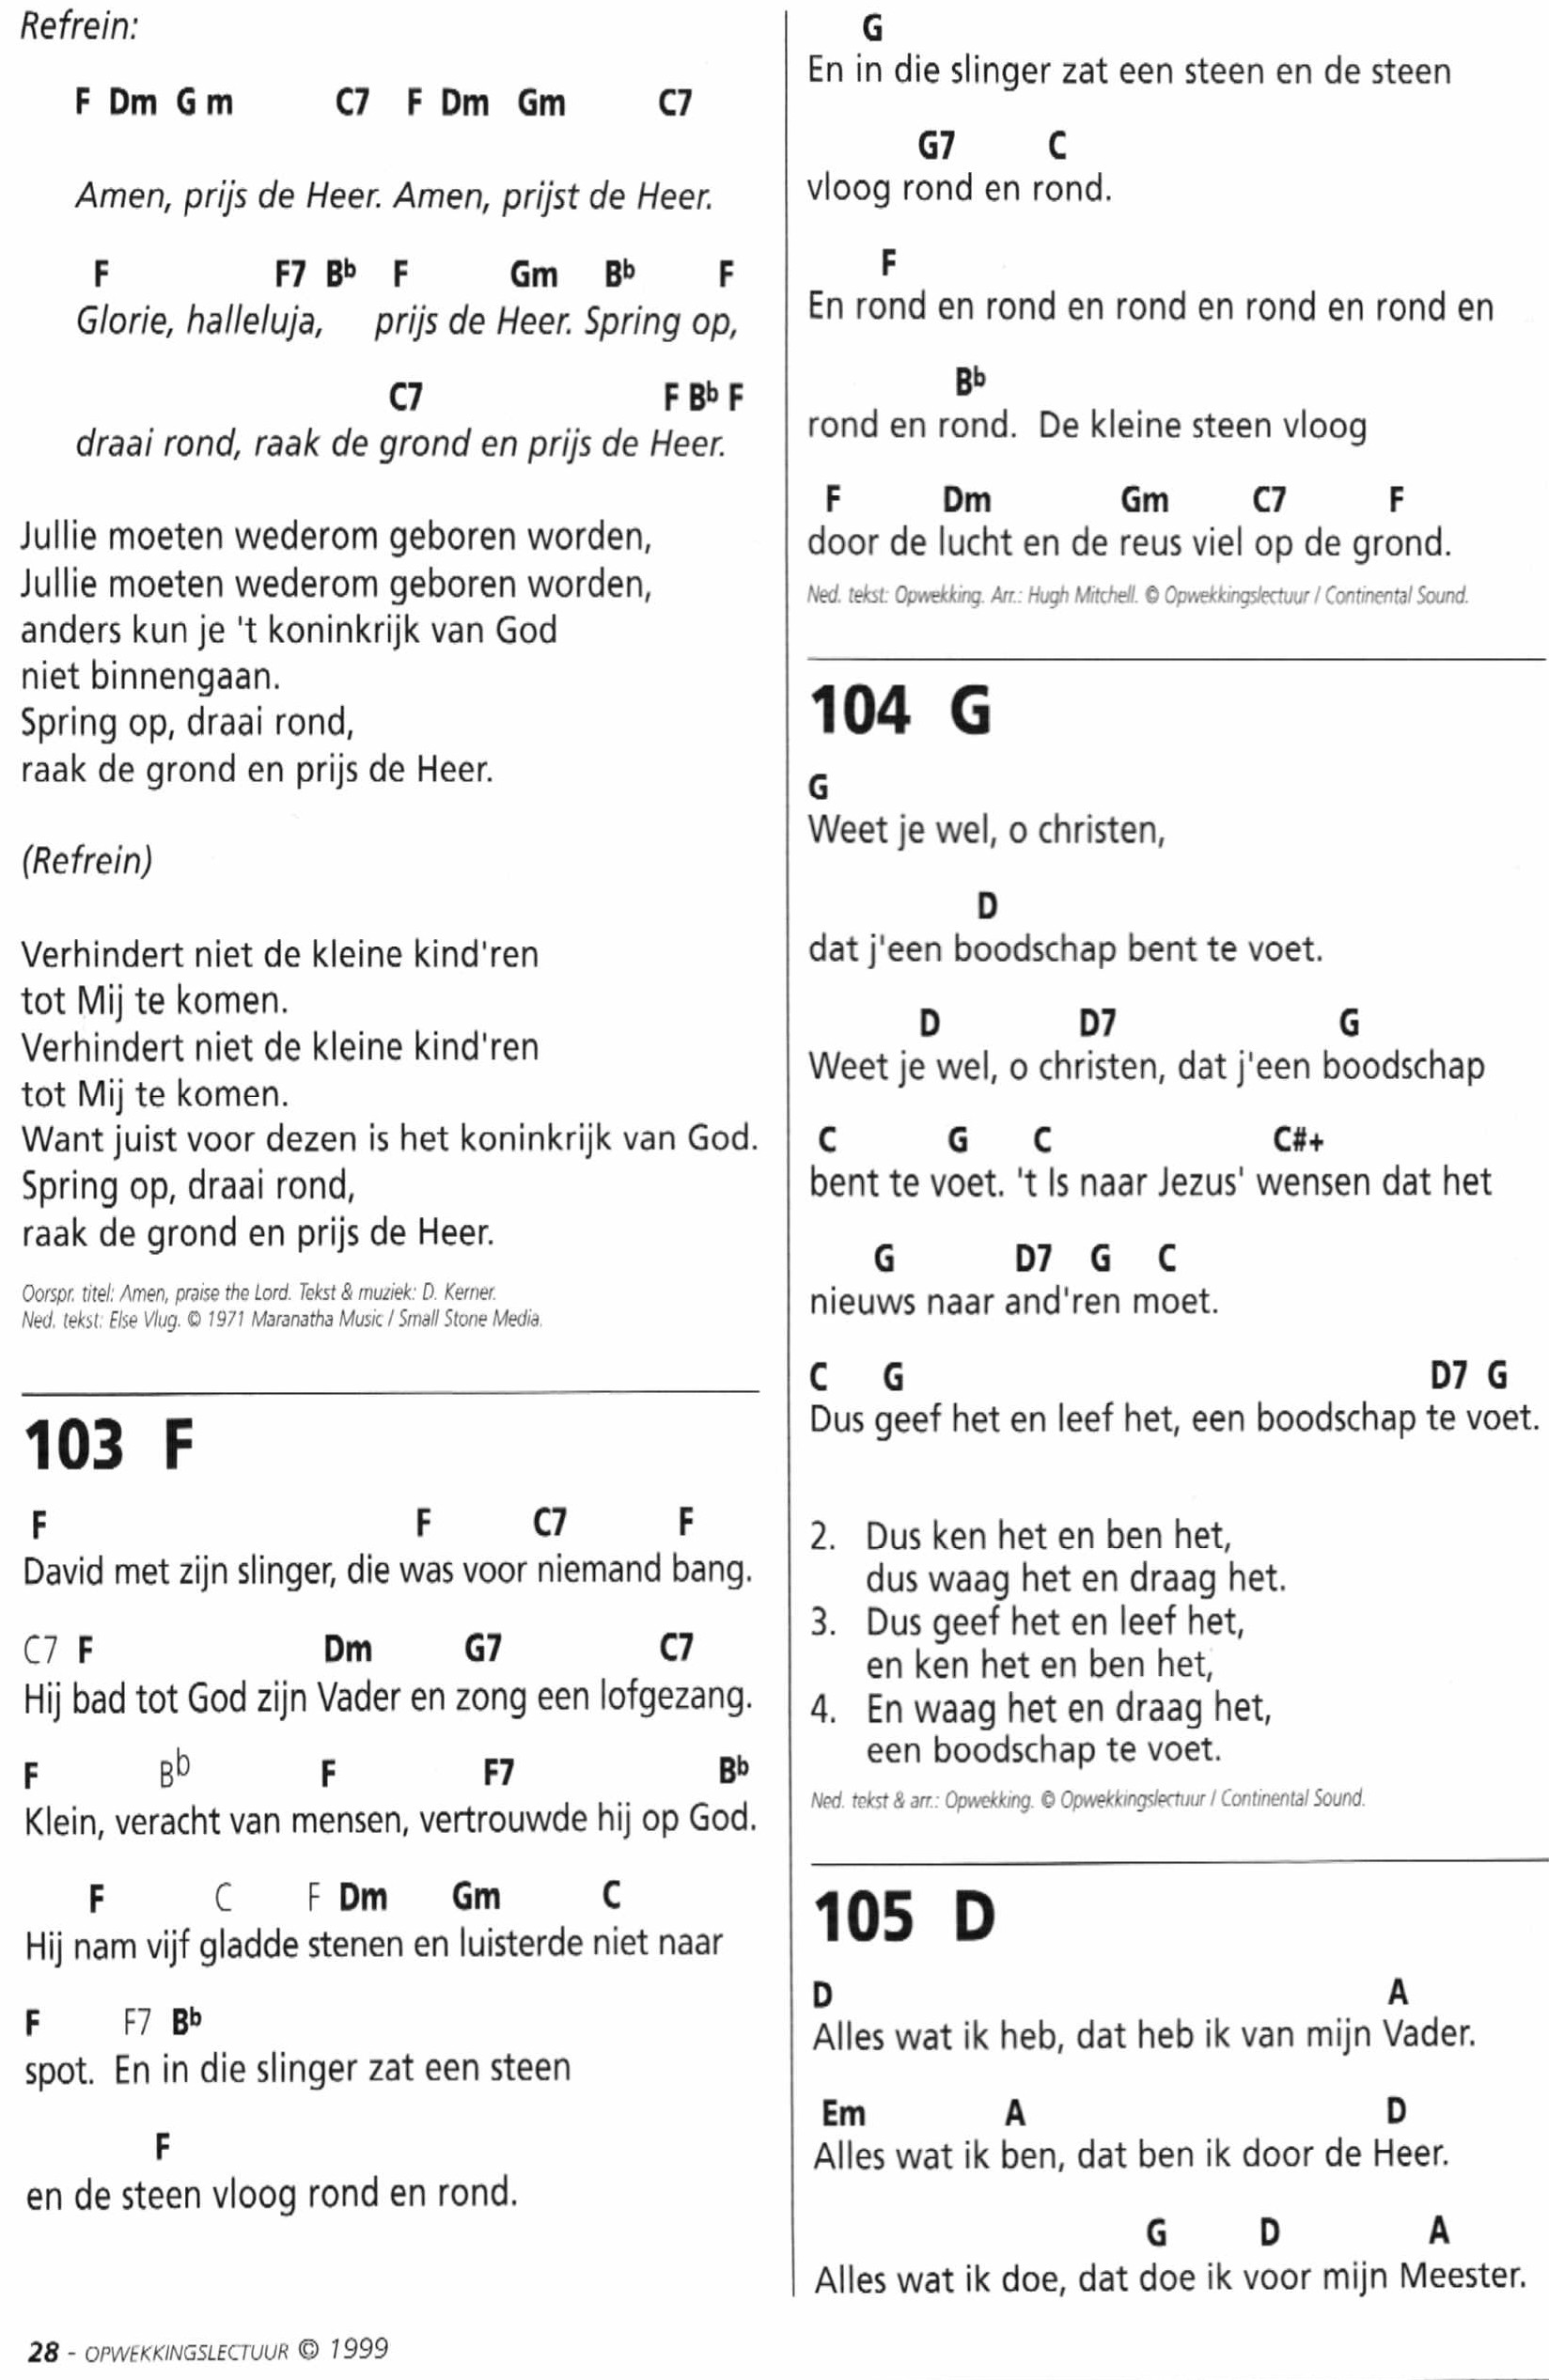 Refrein:
F Dm G m C7 F Dm Gm C7
Amen, prijs de Heer. Amen, prijst de Heer.
F F7 Bb F Gm Bb F
Glorie, halleluja, prijs de Heer. Spring op,
C7 F Bb F
draai rond, raak de grond en prijs de Heer.
Jullie moeten wederom geboren worden,
Jullie moeten wederom geboren worden,
anders kun je 't koninkrijk van God
niet binnengaan.
Spring op, draai rond,
raak de grond en prijs de Heer.
(Refrein)
Verhindert niet de kleine kind'ren
tot Mij te komen.
Verhindert niet de kleine kind'ren
tot Mij te komen.
Want juist voor dezen is het koninkrijk van God.
Spring op, draai rond,
raak de grond en prijs de Heer.
Oorspr. titel: Amen, praise the Lord. Tekst & muziek: D. Kerner.
Ned. tekst: Else Vlug. © 1971 Maranatha Music / Small Stone Media.
103 F
F F C7 F
David met zijn slinger, die was voor niemand bang.
C7 F Dm G7 C7
Hij bad tot God zijn Vader en zong een lofgezang.
F Bb F F7 Bb
Klein, veracht van mensen, vertrouwde hij op God.
F C F Dm Gm C
Hij nam vijf gladde stenen en luisterde niet naar
F F7 Bb
spot. En in die slinger zat een steen
F
en de steen vloog rond en rond.
G
En in die slinger zat een steen en de steen
G7 C
vloog rond en rond.
F
En rond en rond en rond en rond en rond en
Bb
rond en rond. De kleine steen vloog
F Dm Gm C7 F
door de lucht en de reus viel op de grond.
Ned. tekst: Opwekking. Arr.: Hugh Mitchell. © Opwekkingslectuur / Continental Sound.
104 G
G
Weet je wel, o christen,
D
dat j'een boodschap bent te voet.
D D7 G
Weet je wel, o christen, dat j'een boodschap
C G C C#+
bent te voet. 't Is naar Jezus' wensen dat het
G D7 G C
nieuws naar and'ren moet.
C G D7 G
Dus geef het en leef het, een boodschap te voet.
2. Dus ken het en ben het,
dus waag het en draag het.
3. Dus geef het en leef het,
en ken het en ben het,
4. En waag het en draag het,
een boodschap te voet.
Ned. tekst & arr.: Opwekking. © Opwekkingslectuur / Continental Sound.
105 D
D A
Alles wat ik heb, dat heb ik van mijn Vader.
Em A D
Alles wat ik ben, dat ben ik door de Heer.
G D A
Alles wat ik doe, dat doe ik voor mijn Meester.
28 - OPWEKKINGSLECTUUR © 1999